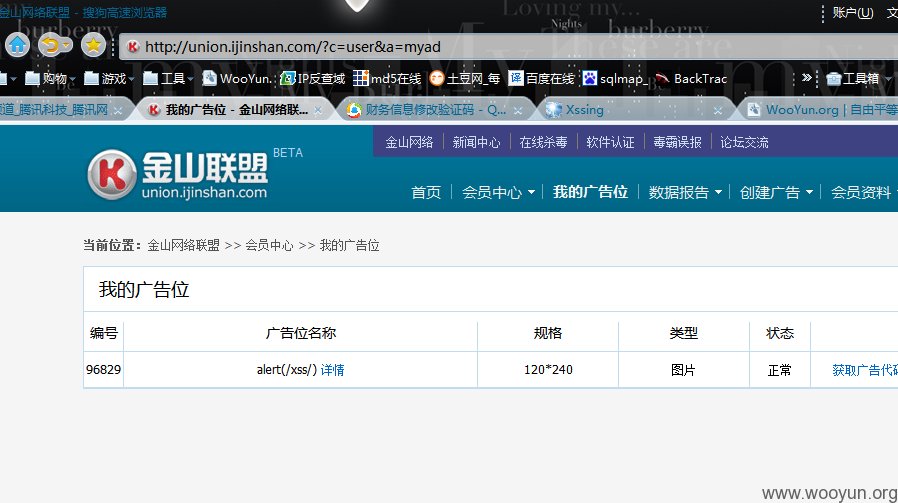 金山网络联盟 - 搜狗高速浏览器
Loving my...
Nights
burberry
账户(U)
http://union.ijinshan.com/?c=user&a=myad
购物 游戏 工具 WooYun. IP反查域 md5在线 土豆网_每 百度在线 sqlmap_ BackTrac » 工具箱
道_腾讯科技_腾讯网 我的广告位 - 金山网络联... 财务信息修改验证码 - Q... Xssing WooYun.org | 自由平等
金山网络 新闻中心 在线杀毒 软件认证 毒霸误报 论坛交流
金山联盟 BETA
union.ijinshan.com
首页 会员中心 我的广告位 数据报告 创建广告 会员资料
当前位置：金山网络联盟 >> 会员中心 >> 我的广告位
我的广告位
编号 广告位名称 规格 类型 状态
96829 alert(/xss/) 详情 120*240 图片 正常 获取广告代码
www.wooyun.org